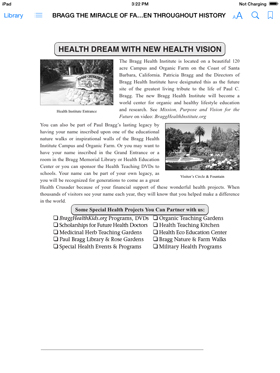 iPad
3:22 PM
Not Charging
Library
BRAGG THE MIRACLE OF FA...EN THROUGHOUT HISTORY
AA
HEALTH DREAM WITH NEW HEALTH VISION
The Bragg Health Institute is located on a beautiful 120
acre Campus and Organic Farm on the Coast of Santa
Barbara, California. Patricia Bragg and the Directors of
Bragg Health Institute have designated this as the future
site of the greatest living tribute to the life of Paul C.
Bragg. The new Bragg Health Institute will become a
world center for organic and healthy lifestyle education
and research. See Mission, Purpose and Vision for the
Future on video: BraggHealthInstitute.org
Health Institute Entrance
You can also be part of Paul Bragg's lasting legacy by
having your name inscribed upon one of the educational
nature walks or inspirational walls of the Bragg Health
Institute Campus and Organic Farm. Or you may want to
have your name inscribed in the Grand Entrance or a
room in the Bragg Memorial Library or Health Education
Center or you can sponsor the Health Teaching DVDs to
schools. Your name can be part of your own legacy, as
you will be recognized for generations to come as a great
Visitor's Circle & Fountain
Health Crusader because of your financial support of these wonderful health projects. When
thousands of visitors see your name each year, they will know that you helped make a difference
in the world.
Some Special Health Projects You Can Partner with us:
❑ BraggHealthKids.org Programs, DVDs ❑ Organic Teaching Gardens
❑ Scholarships for Future Health Doctors ❑ Health Teaching Kitchen
❑ Medicinal Herb Teaching Gardens ❑ Health Eco Education Center
❑ Paul Bragg Library & Rose Gardens ❑ Bragg Nature & Farm Walks
❑ Special Health Events & Programs ❑ Military Health Programs